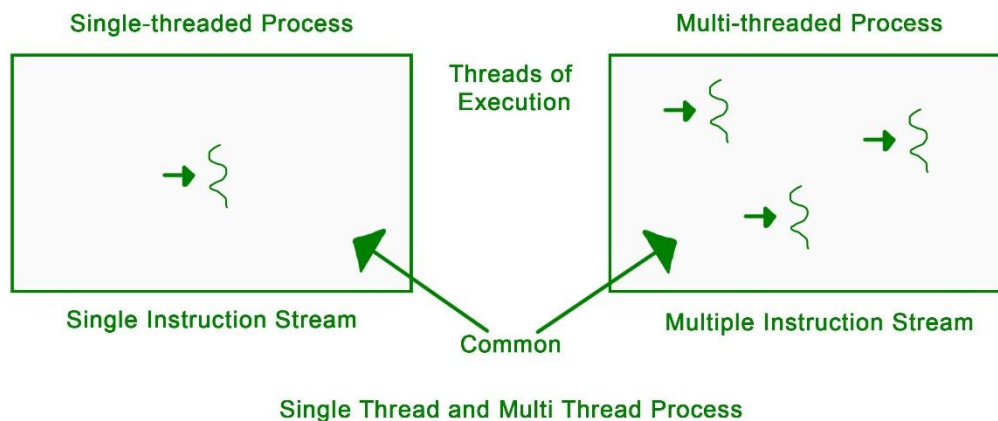 Single-threaded Process
Multi-threaded Process
Threads of
Execution
Single Instruction Stream
Multiple Instruction Stream
Common
Single Thread and Multi Thread Process